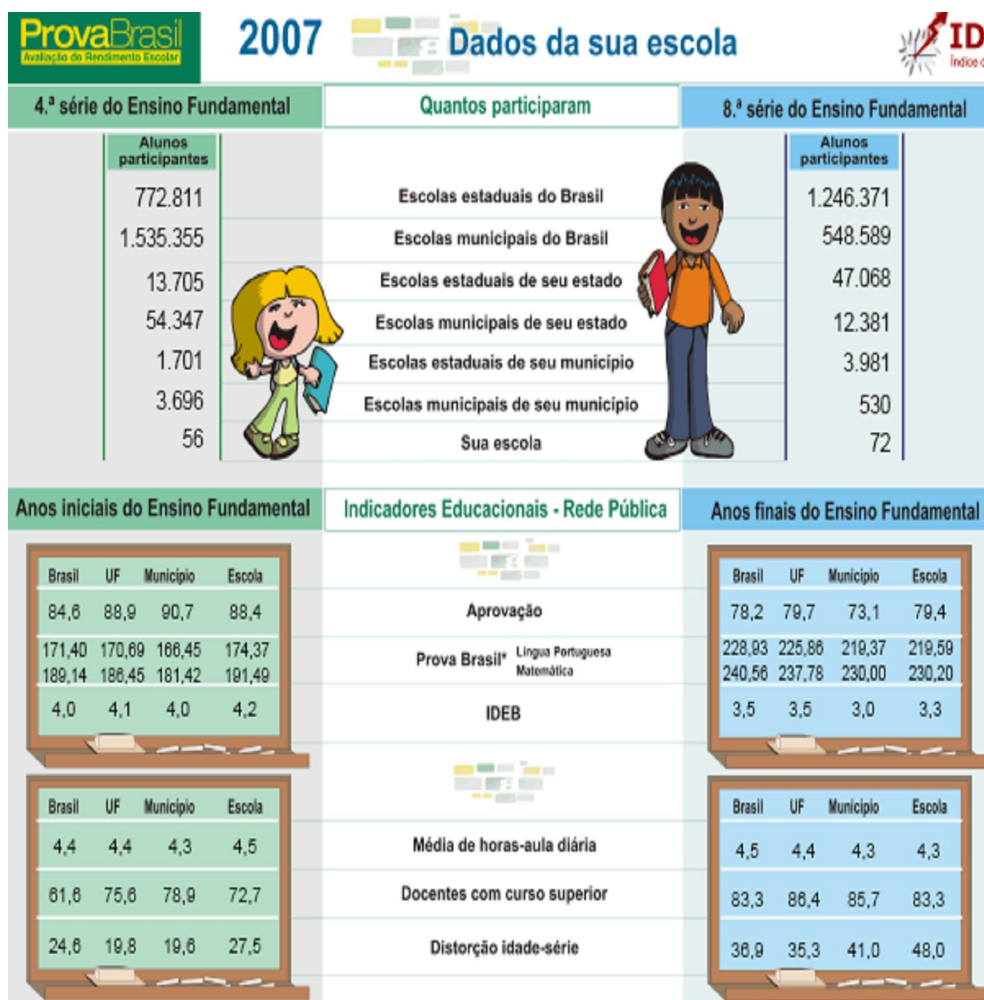 ProvaBrasil
Avaliação do Rendimento Escolar
2007
Dados da sua escola
ID
Índice d
4.ª série do Ensino Fundamental
Quantos participaram
8.ª série do Ensino Fundamental
Alunos participantes
Alunos participantes
772.811 Escolas estaduais do Brasil 1.246.371
1.535.355 Escolas municipais do Brasil 548.589
13.705 Escolas estaduais de seu estado 47.068
54.347 Escolas municipais de seu estado 12.381
1.701 Escolas estaduais de seu município 3.981
3.696 Escolas municipais de seu município 530
56 Sua escola 72
Anos iniciais do Ensino Fundamental
Indicadores Educacionais - Rede Pública
Anos finais do Ensino Fundamental
Brasil UF Município Escola Brasil UF Município Escola
84,6 88,9 90,7 88,4 Aprovação 78,2 79,7 73,1 79,4
171,40 170,69 166,45 174,37 Prova Brasil* Língua Portuguesa 228,93 225,86 219,37 219,59
189,14 186,45 181,42 191,49 Matemática 240,56 237,78 230,00 230,20
4,0 4,1 4,0 4,2 IDEB 3,5 3,5 3,0 3,3
Brasil UF Município Escola Brasil UF Município Escola
4,4 4,4 4,3 4,5 Média de horas-aula diária 4,5 4,4 4,3 4,3
61,6 75,6 78,9 72,7 Docentes com curso superior 83,3 86,4 85,7 83,3
24,6 19,8 19,6 27,5 Distorção idade-série 36,9 35,3 41,0 48,0